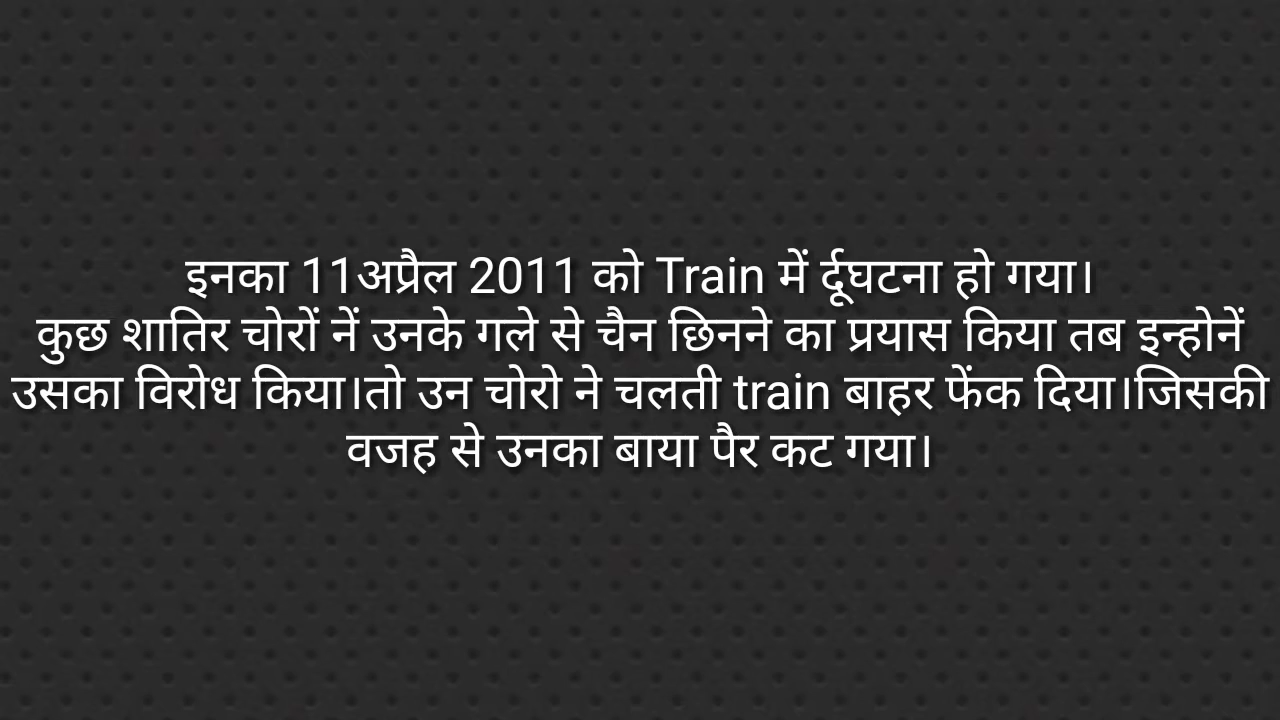 इनका 11अप्रैल 2011 को Train में र्दूघटना हो गया।
कुछ शातिर चोरों नें उनके गले से चैन छिनने का प्रयास किया तब इन्होनें
उसका विरोध किया।तो उन चोरो ने चलती train बाहर फेंक दिया।जिसकी
वजह से उनका बाया पैर कट गया।